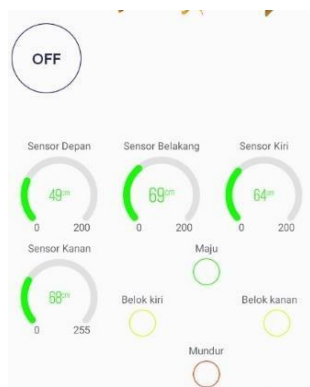 OFF
Sensor Depan Sensor Belakang Sensor Kiri
49cm 69cm 64cm
0 200 0 200 0 200
Sensor Kanan Maju
68cm
Belok kiri Belok kanan
0 255
Mundur